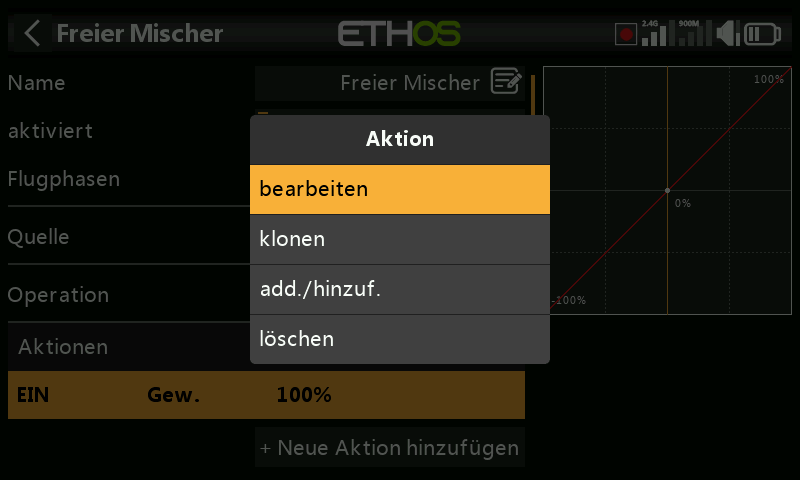 Freier Mischer
ETHOS
2.4G
900M
Name
Freier Mischer
aktiviert
Flugphasen
Quelle
Operation
Aktionen
EIN Gew. 100%
+ Neue Aktion hinzufügen
Aktion
bearbeiten
klonen
add./hinzuf.
löschen
100%
0%
-100%